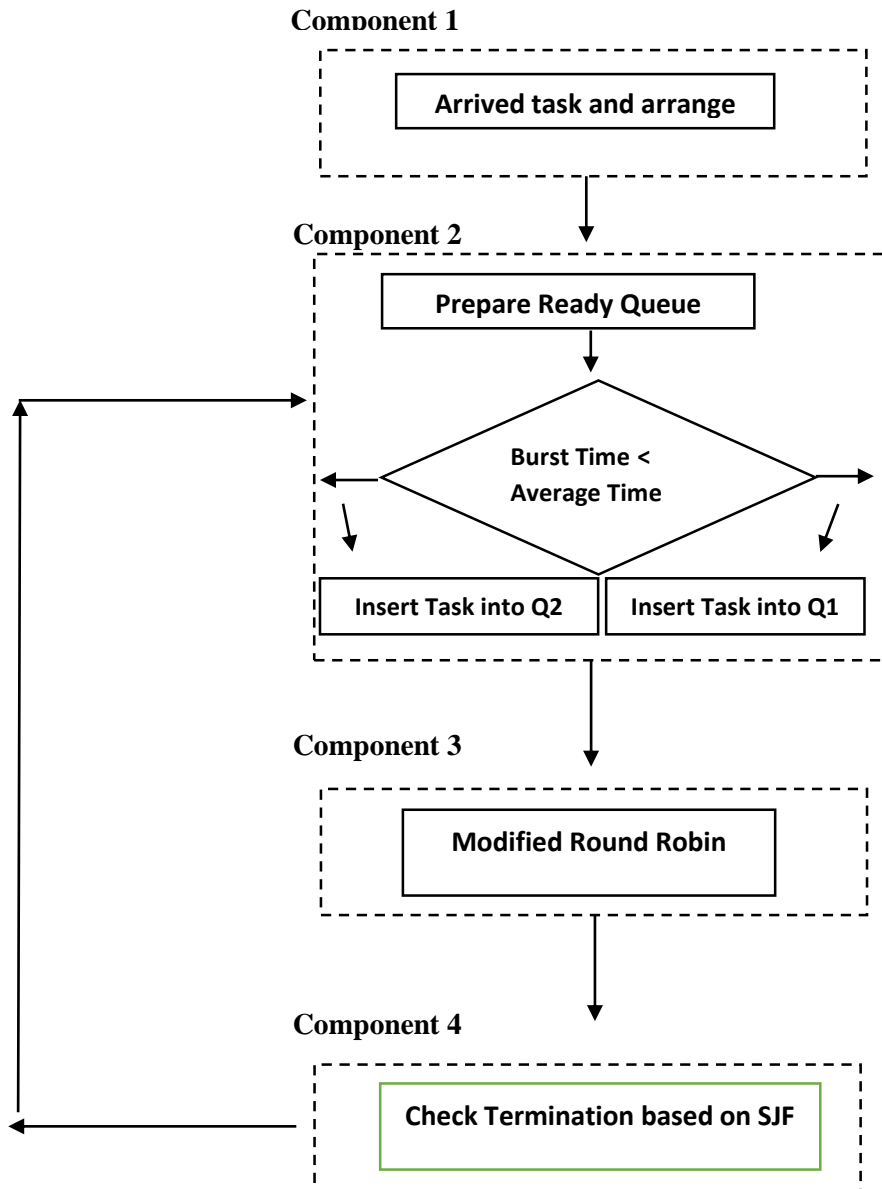 Component 1
Arrived task and arrange
Component 2
Prepare Ready Queue
Burst Time <
Average Time
Insert Task into Q2
Insert Task into Q1
Component 3
Modified Round Robin
Component 4
Check Termination based on SJF